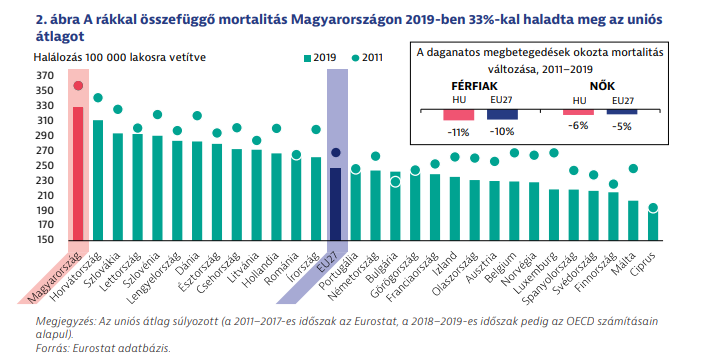 2. ábra A rákkal összefüggő mortalitás Magyarországon 2019-ben 33%-kal haladta meg az uniós
átlagot
Halálozás 100 000 lakosra vetítve
2019 2011
A daganatos megbetegedések okozta mortalitás
változása, 2011–2019
FÉRFIAK NŐK
HU EU27 HU EU27
-11% -10% -6% -5%
370
350
330
310
290
270
250
230
210
190
170
150
Magyarország
Horvátország
Szlovákia
Lettország
Szlovénia
Lengyelország
Dánia
Észtország
Csehország
Litvánia
Hollandia
Románia
Írország
EU27
Portugália
Németország
Bulgária
Görögország
Franciaország
Izland
Olaszország
Ausztria
Belgium
Norvégia
Luxemburg
Spanyolország
Svédország
Finnország
Málta
Ciprus
Megjegyzés: Az uniós átlag súlyozott (a 2011–2017-es időszak az Eurostat, a 2018–2019-es időszak pedig az OECD számításain
alapul).
Forrás: Eurostat adatbázis.